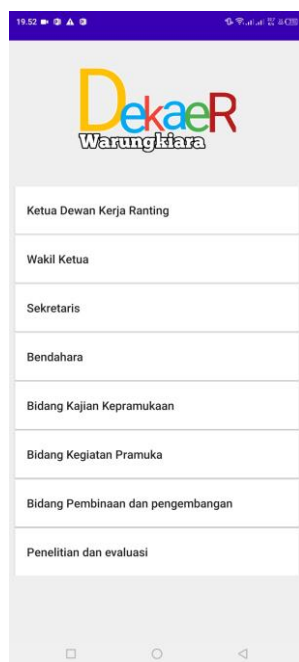 19.52
DekaeR
Warungkiara
Ketua Dewan Kerja Ranting
Wakil Ketua
Sekretaris
Bendahara
Bidang Kajian Kepramukaan
Bidang Kegiatan Pramuka
Bidang Pembinaan dan pengembangan
Penelitian dan evaluasi